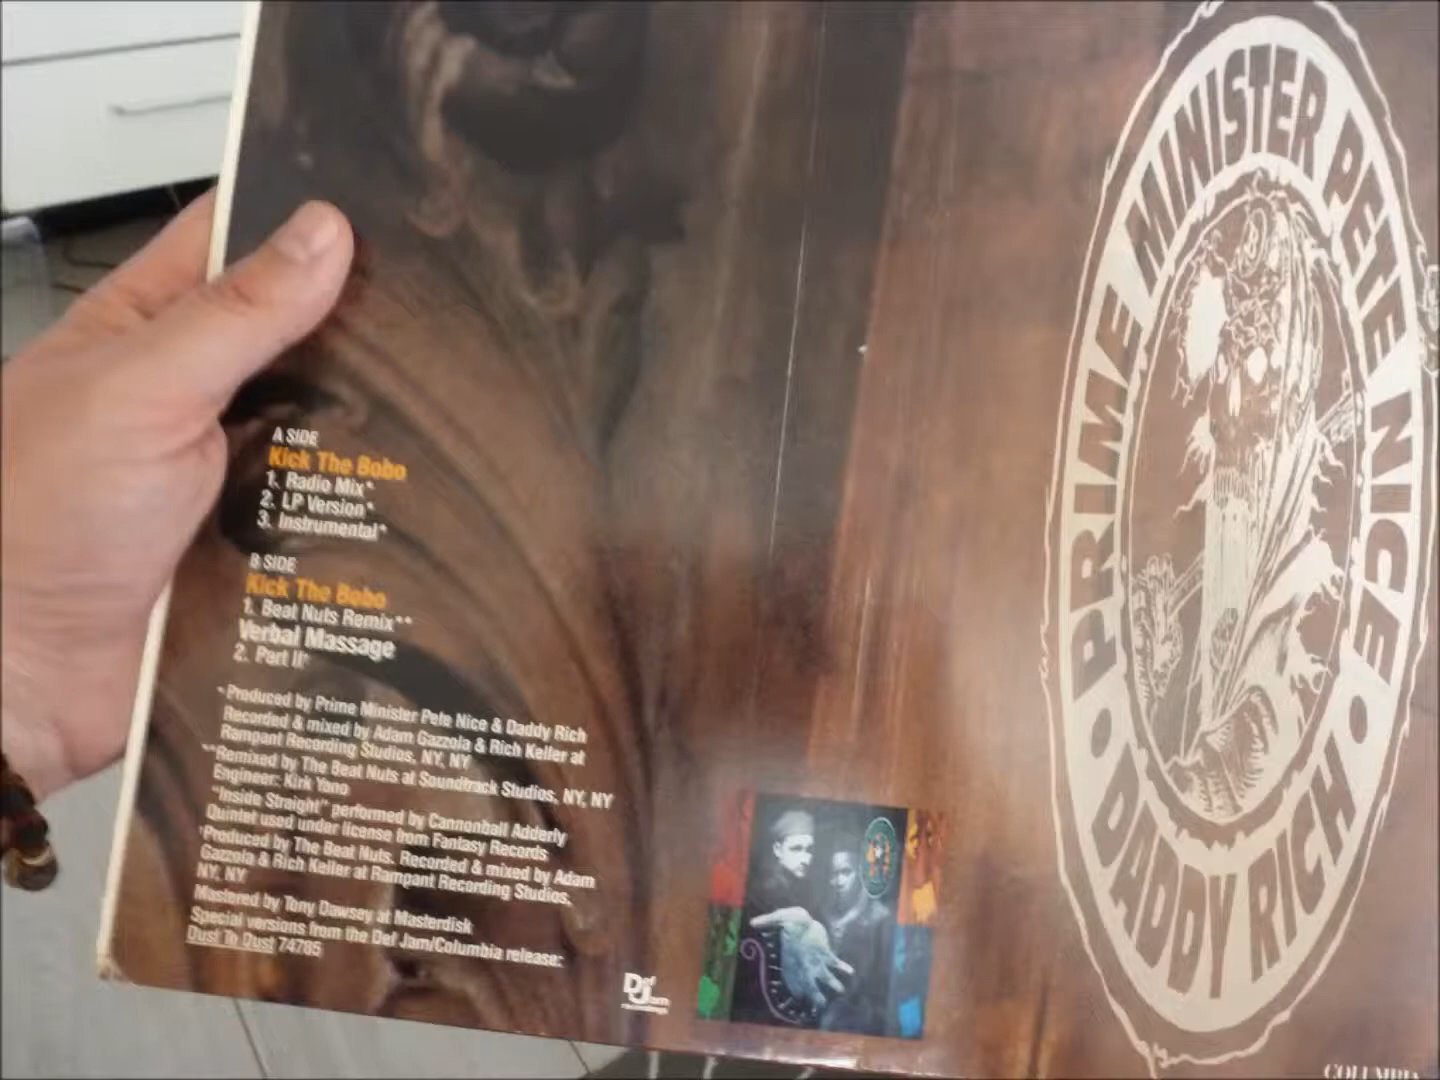 A SIDE
Kick The Bobo
1. Radio Mix*
2. LP Version*
3. Instrumental*
B SIDE
Kick The Bobo
1. Beat Nuts Remix**
Verbal Massage
2. Part II†
*Produced by Prime Minister Pete Nice & Daddy Rich
Recorded & mixed by Adam Gazzola & Rich Keller at
Rampant Recording Studios, NY, NY
**Remixed by The Beat Nuts at Soundtrack Studios, NY, NY
Engineer: Kirk Yano
"Inside Straight" performed by Cannonball Adderly
Quintet used under license from Fantasy Records
†Produced by The Beat Nuts. Recorded & mixed by Adam
Gazzola & Rich Keller at Rampant Recording Studios,
NY, NY
Mastered by Tony Dawsey at Masterdisk
Special versions from the Def Jam/Columbia release:
Dust To Dust 74785
Def
Jam
recordings
PRIME MINISTER PETE NICE • DADDY RICH •
COLUMBIA